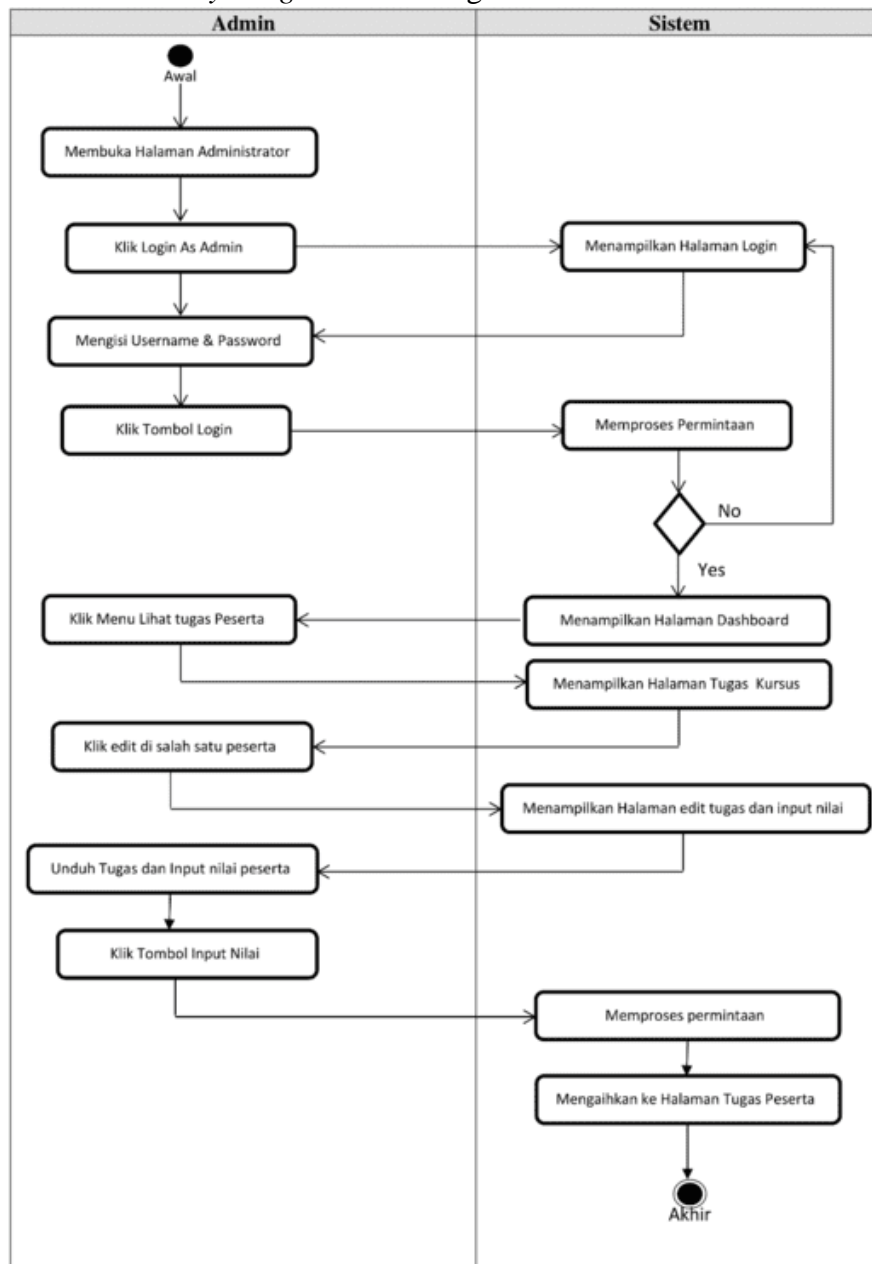 Admin
Sistem
Awal
Membuka Halaman Administrator
Klik Login As Admin
Menampilkan Halaman Login
Mengisi Username & Password
Klik Tombol Login
Memproses Permintaan
No
Yes
Klik Menu Lihat tugas Peserta
Menampilkan Halaman Dashboard
Menampilkan Halaman Tugas Kursus
Klik edit di salah satu peserta
Menampilkan Halaman edit tugas dan input nilai
Unduh Tugas dan Input nilai peserta
Klik Tombol Input Nilai
Memproses permintaan
Mengaihkan ke Halaman Tugas Peserta
Akhir